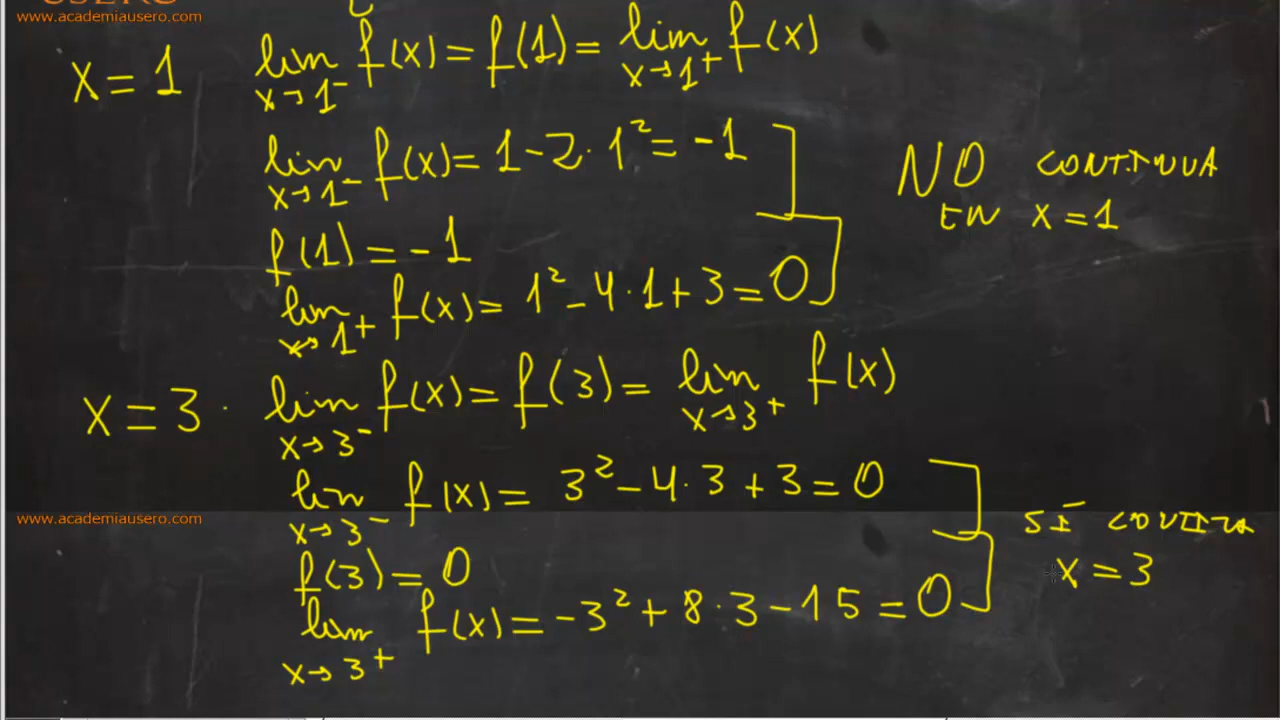 www.academiausero.com
x = 1 lim x→1⁻ f(x) = f(1) = lim x→1⁺ f(x)
lim x→1⁻ f(x) = 1-2·1² = -1
NO CONTINUA
EN x=1
f(1) = -1
lim x→1⁺ f(x) = 1²-4·1+3=0
x = 3 · lim x→3⁻ f(x) = f(3) = lim x→3⁺ f(x)
lim x→3⁻ f(x) = 3²-4·3+3=0
www.academiausero.com
SI
x=3
f(3) = 0
lim x→3⁺ f(x) = -3²+8·3-15=0